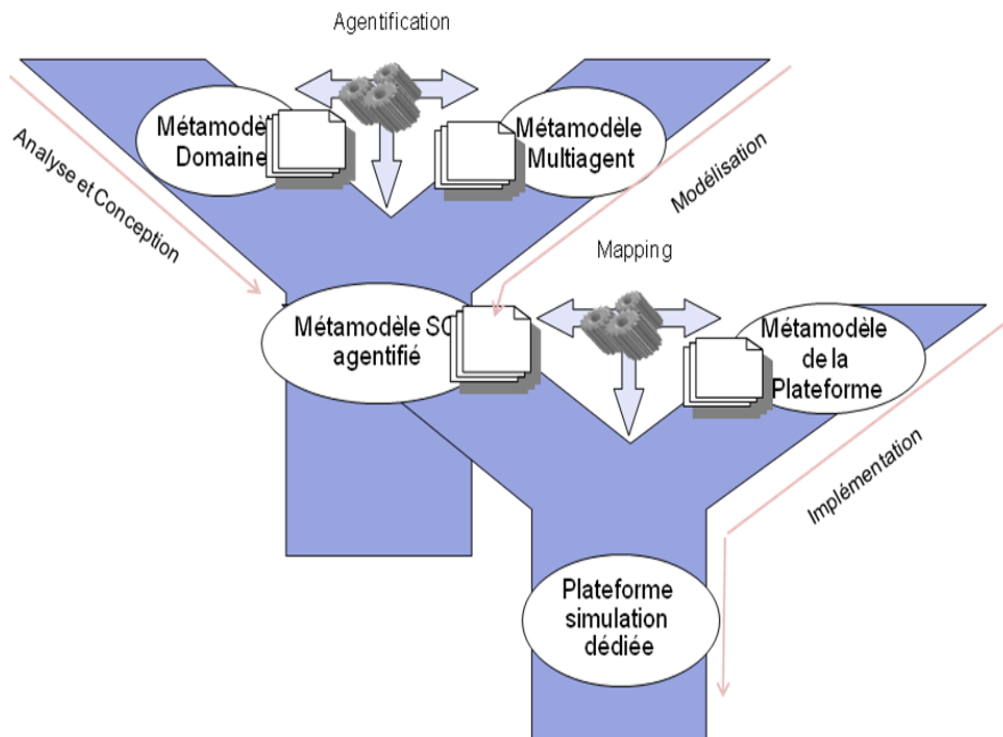 Agentification
Métamodèl
Domaine
Métamodèle
Multiagent
Analyse et Conception
Modélisation
Mapping
Métamodèle SC
agentifié
Métamodèle
de la
Plateforme
Implémentation
Plateforme
simulation
dédiée